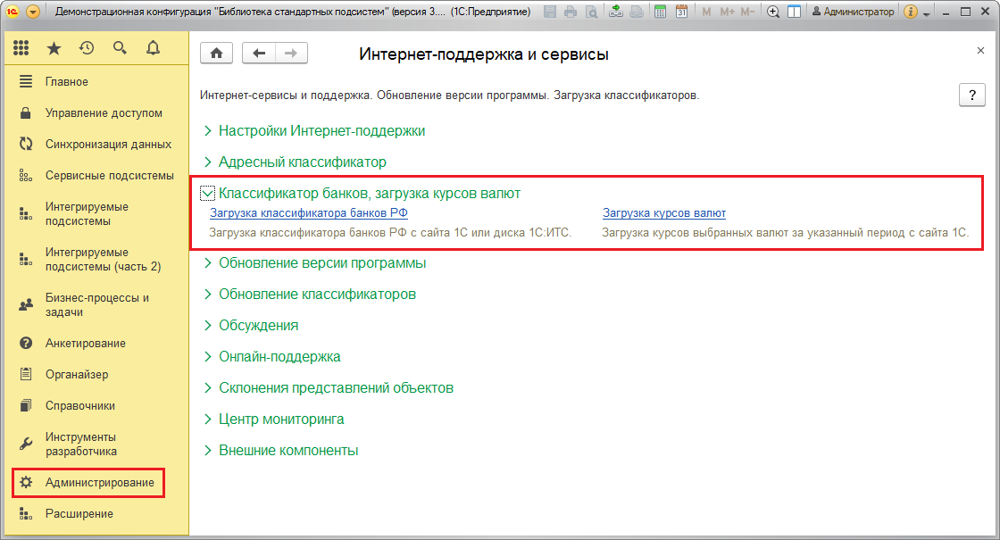 Демонстрационная конфигурация "Библиотека стандартных подсистем" (версия 3.... (1С:Предприятие)
31
M M+ M-
Администратор
Интернет-поддержка и сервисы
Интернет-сервисы и поддержка. Обновление версии программы. Загрузка классификаторов.
?
Главное
Управление доступом
Синхронизация данных
Сервисные подсистемы
Интегрируемые
подсистемы
Интегрируемые
подсистемы (часть 2)
Бизнес-процессы и
задачи
Анкетирование
Органайзер
Справочники
Инструменты
разработчика
Администрирование
Расширение
Настройки Интернет-поддержки
Адресный классификатор
Классификатор банков, загрузка курсов валют
Загрузка классификатора банков РФ
Загрузка курсов валют
Загрузка классификатора банков РФ с сайта 1С или диска 1С:ИТС.
Загрузка курсов выбранных валют за указанный период с сайта 1С.
Обновление версии программы
Обновление классификаторов
Обсуждения
Онлайн-поддержка
Склонения представлений объектов
Центр мониторинга
Внешние компоненты